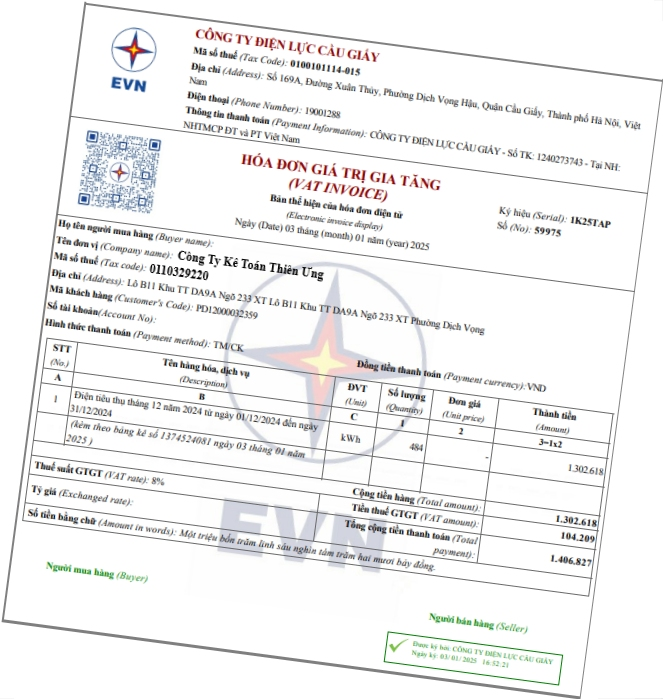 EVN
CÔNG TY ĐIỆN LỰC CẦU GIẤY
Mã số thuế (Tax Code): 0100101114-015
Địa chỉ (Address): Số 169A, Đường Xuân Thủy, Phường Dịch Vọng Hậu, Quận Cầu Giấy, Thành phố Hà Nội, Việt
Nam
Điện thoại (Phone Number): 19001288
Thông tin thanh toán (Payment Information): CÔNG TY ĐIỆN LỰC CẦU GIẤY - Số TK: 1240273743 - Tại NH:
NHTMCP ĐT và PT Việt Nam
HÓA ĐƠN GIÁ TRỊ GIA TĂNG
(VAT INVOICE)
Bản thể hiện của hóa đơn điện tử
(Electronic invoice display)
Ngày (Date) 03 tháng (month) 01 năm (year) 2025
Ký hiệu (Serial): 1K25TAP
Số (No): 59975
Họ tên người mua hàng (Buyer name):
Tên đơn vị (Company name): Công Ty Kê Toán Thiên Ưng
Mã số thuế (Tax code): 0110329220
Địa chỉ (Address): Lô B11 Khu TT DA9A Ngõ 233 XT Lô B11 Khu TT DA9A Ngõ 233 XT Phường Dịch Vọng
Mã khách hàng (Customer's Code): PD12000032359
Số tài khoản(Account No):
Hình thức thanh toán (Payment method): TM/CK
Đồng tiền thanh toán (Payment currency): VND
STT
(No.)
Tên hàng hóa, dịch vụ
(Description)
ĐVT
(Unit)
Số lượng
(Quantity)
Đơn giá
(Unit price)
Thành tiền
(Amount)
A
B
C
1
2
3=1x2
1
Điện tiêu thụ tháng 12 năm 2024 từ ngày 01/12/2024 đến ngày
31/12/2024
(kèm theo bảng kê số 1374524081 ngày 03 tháng 01 năm
2025 )
kWh
484
-
1.302.618
Cộng tiền hàng (Total amount):
1.302.618
Thuế suất GTGT (VAT rate): 8%
Tiền thuế GTGT (VAT amount):
104.209
Tỷ giá (Exchanged rate):
Tổng cộng tiền thanh toán (Total
payment):
1.406.827
Số tiền bằng chữ (Amount in words): Một triệu bốn trăm linh sáu nghìn tám trăm hai mươi bảy đồng.
EVN
Người mua hàng (Buyer)
Người bán hàng (Seller)
Được ký bởi: CÔNG TY ĐIỆN LỰC CẦU GIẤY
Ngày ký: 03/01/2025 16:52:21